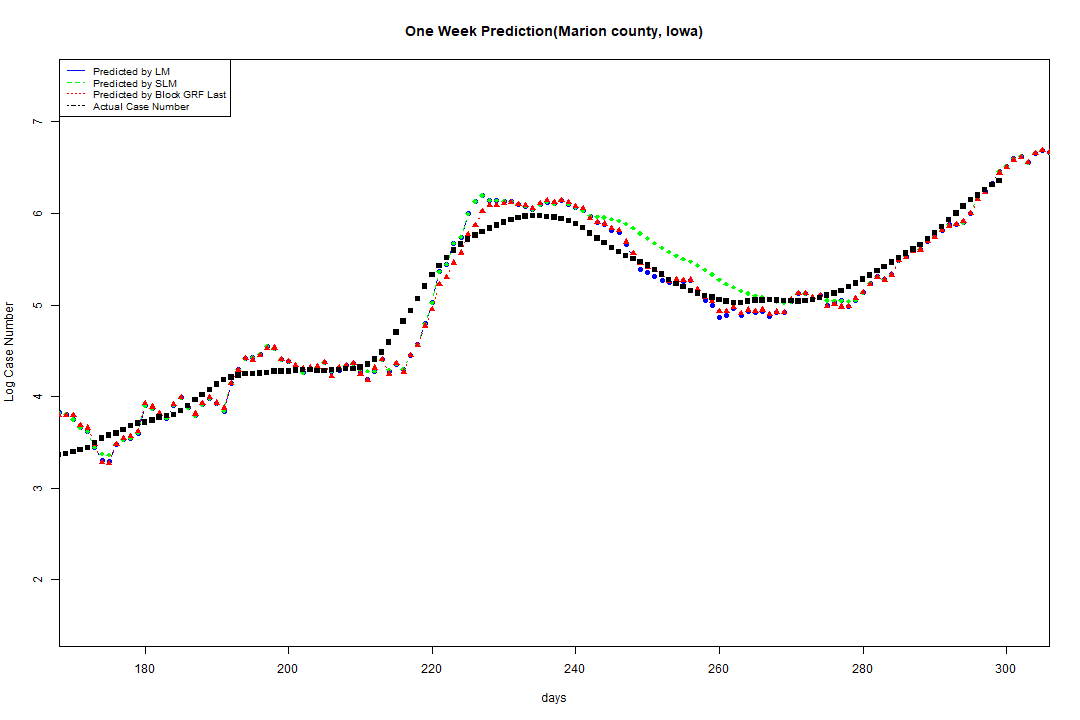 One Week Prediction(Marion county, Iowa)
Predicted by LM
Predicted by SLM
Predicted by Block GRF Last
Actual Case Number
7
6
5
4
3
2
Log Case Number
180 200 220 240 260 280 300
days